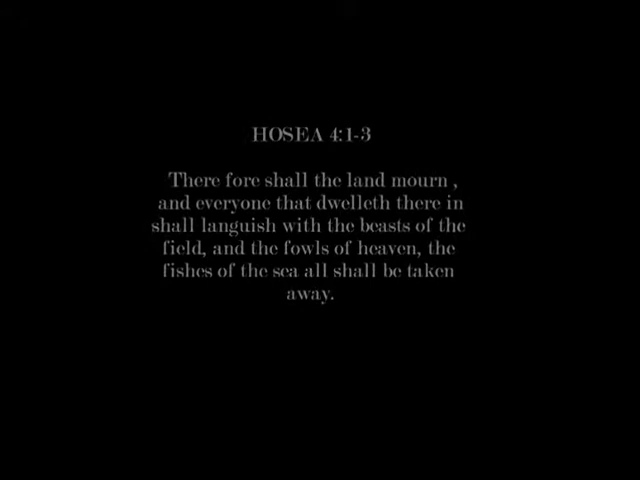 HOSEA 4:1-3
There fore shall the land mourn ,
and everyone that dwelleth there in
shall languish with the beasts of the
field, and the fowls of heaven, the
fishes of the sea all shall be taken
away.